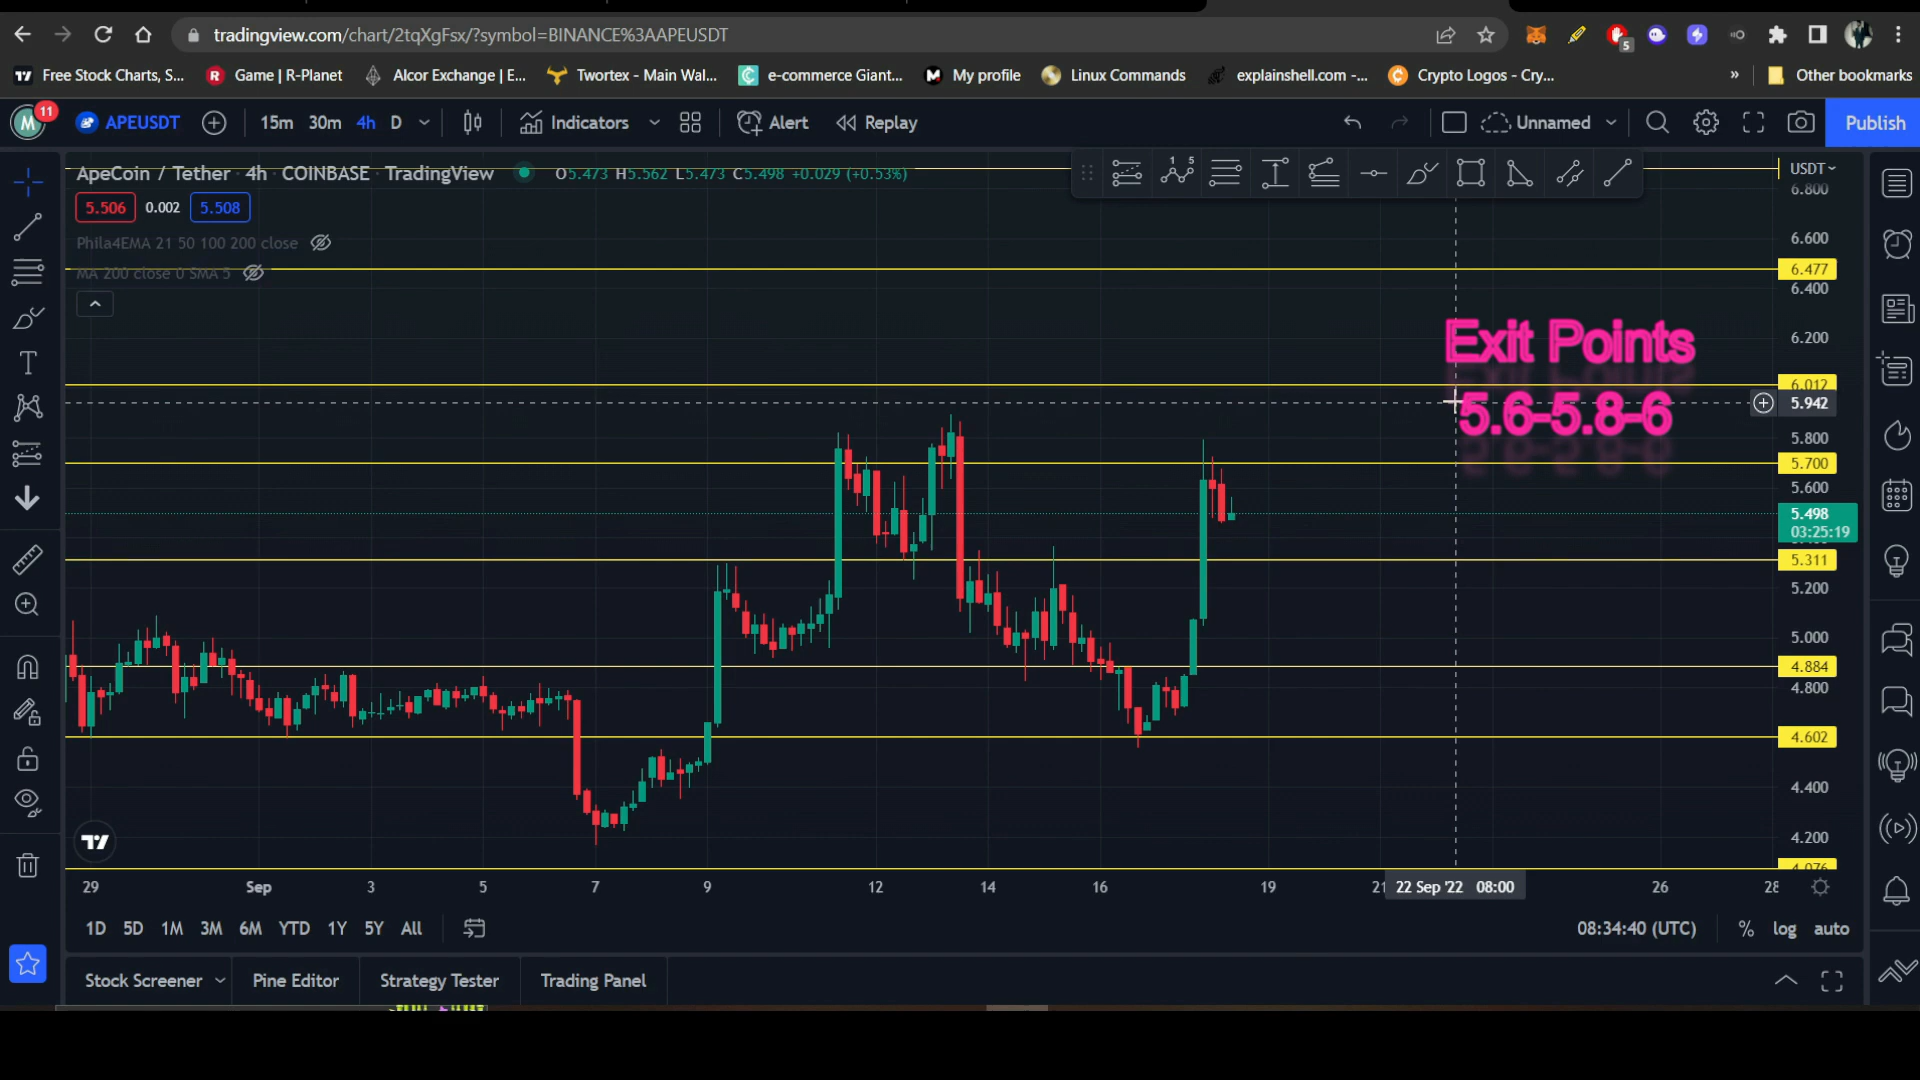 tradingview.com/chart/2tqXgFsx/?symbol=BINANCE%3AAPEUSDT
5
Free Stock Charts, S...
R Game | R-Planet
Alcor Exchange | E...
Twortex - Main Wal...
e-commerce Giant...
My profile
Linux Commands
explainshell.com -...
Crypto Logos - Cry...
»
Other bookmarks
M 11
APEUSDT
15m 30m 4h D
Indicators
Alert
Replay
Unnamed
Publish
ApeCoin / Tether · 4h · COINBASE · TradingView
O5.473 H5.562 L5.473 C5.498 +0.029 (+0.53%)
5.506 0.002 5.508
Phila4EMA 21 50 100 200 close
MA 200 close 0 SMA 5
USDT
6.800
6.600
6.477
6.400
6.200
6.012
5.942
5.800
5.700
5.600
5.498
03:25:19
5.311
5.200
5.000
4.884
4.800
4.602
4.400
4.200
4.076
Exit Points
5.6-5.8-6
29 Sep 3 5 7 9 12 14 16 19 21 22 Sep '22 08:00 26 28
1D 5D 1M 3M 6M YTD 1Y 5Y All
08:34:40 (UTC) % log auto
Stock Screener Pine Editor Strategy Tester Trading Panel